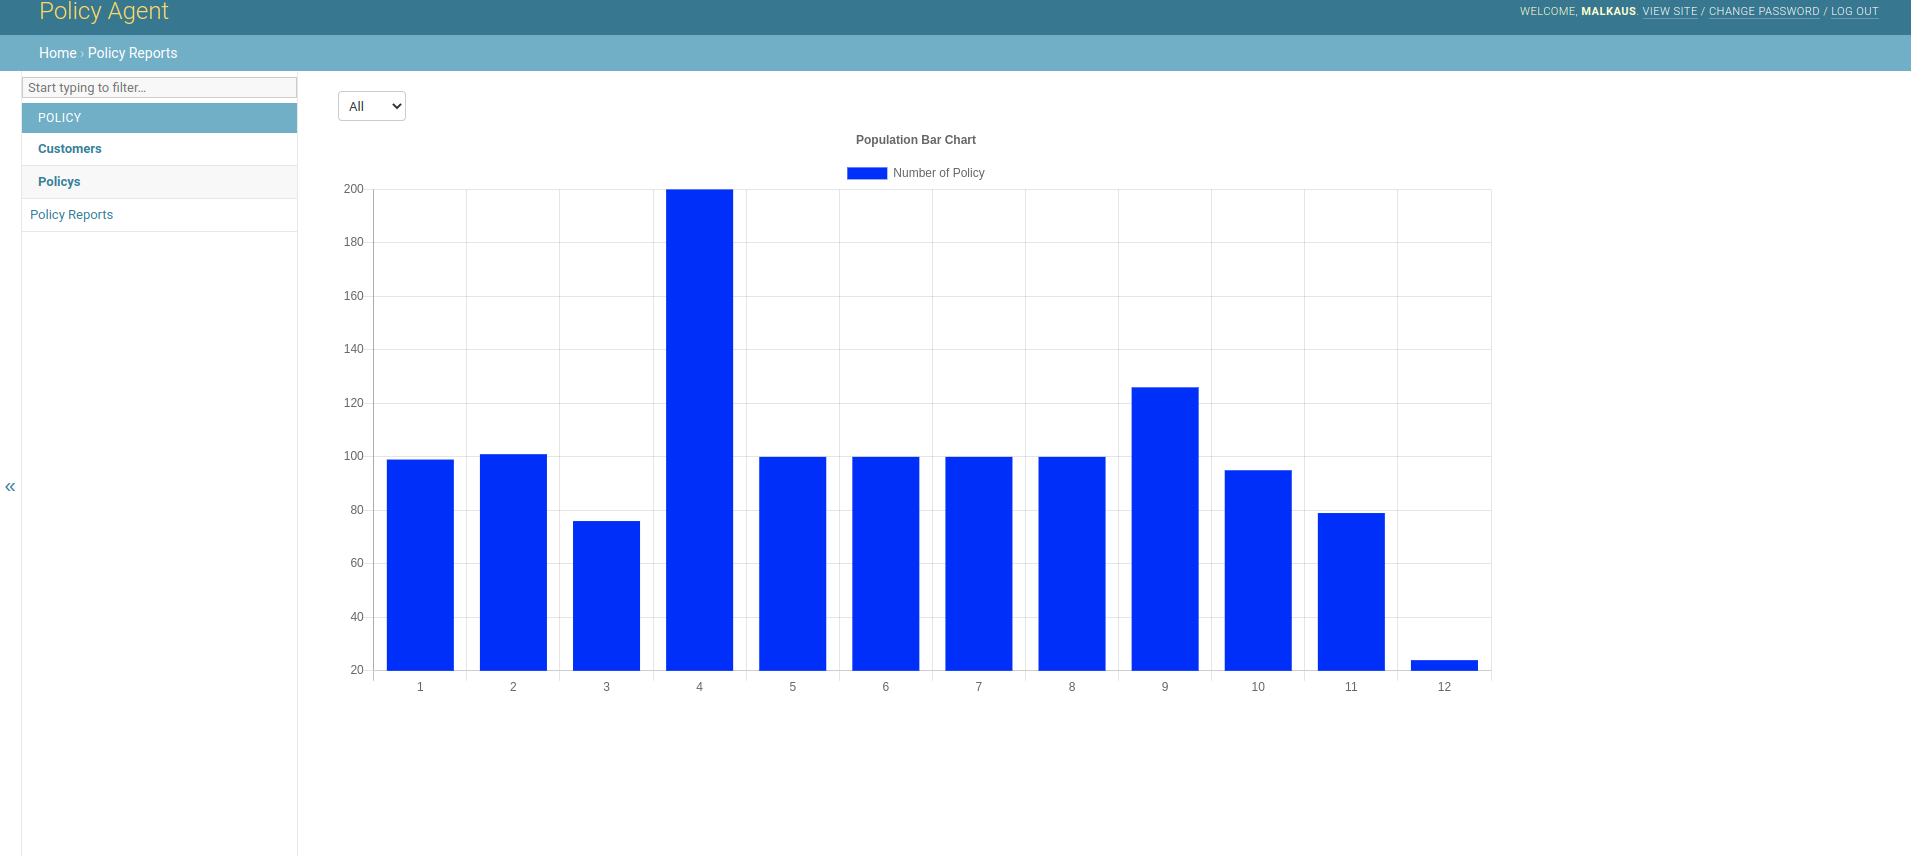 Policy Agent
WELCOME, MALKAUS. VIEW SITE / CHANGE PASSWORD / LOG OUT
Home › Policy Reports
Start typing to filter…
POLICY
Customers
Policys
Policy Reports
«
All
Population Bar Chart
Number of Policy
200
180
160
140
120
100
80
60
40
20
1 2 3 4 5 6 7 8 9 10 11 12